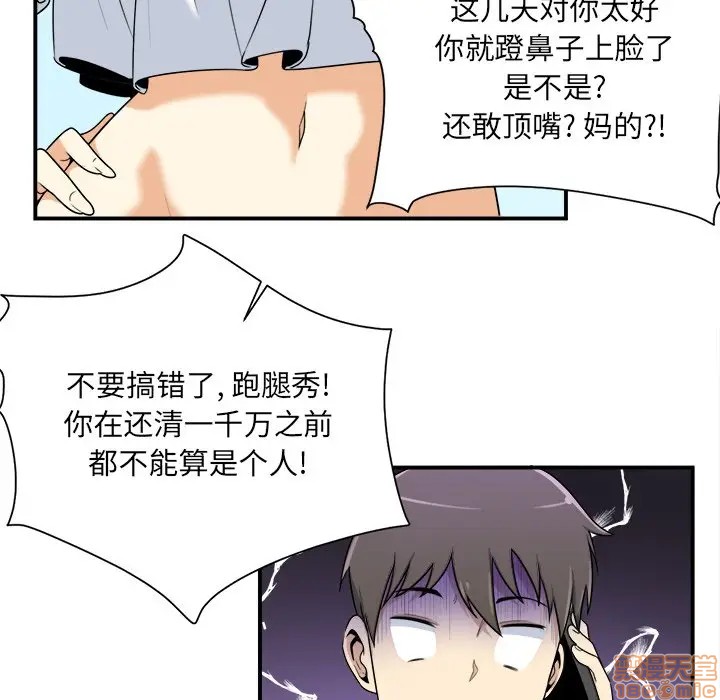 这几天对你太好
你就蹬鼻子上脸了
是不是?
还敢顶嘴? 妈的?!
不要搞错了, 跑腿秀!
你在还清一千万之前
都不能算是个人!